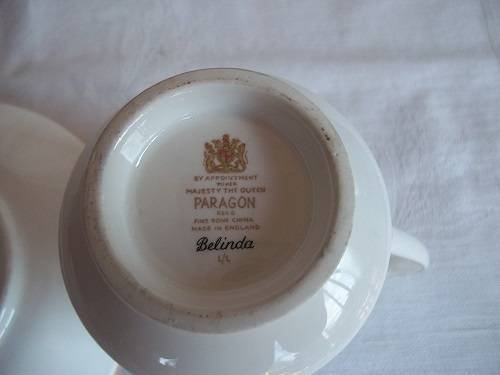 BY APPOINTMENT
TO HER
MAJESTY THE QUEEN
PARAGON
REG'D
FINE BONE CHINA
MADE IN ENGLAND
Belinda
L/L